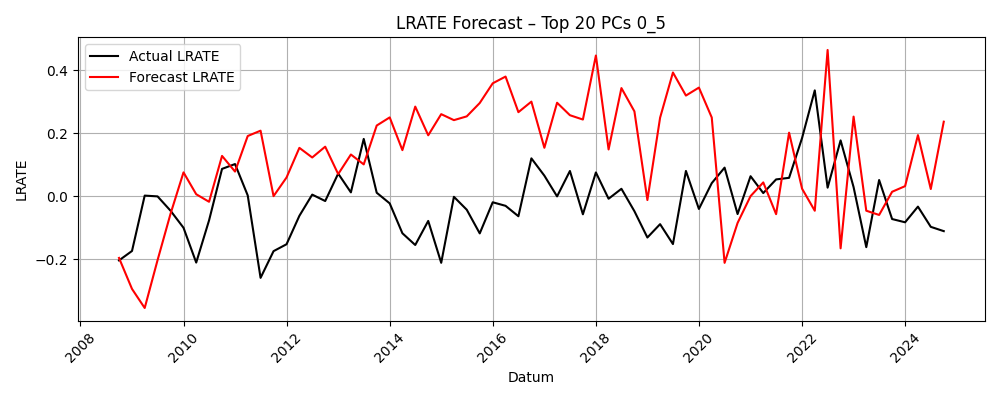 LRATE Forecast – Top 20 PCs 0_5
Actual LRATE
Forecast LRATE
LRATE
0.4
0.2
0.0
−0.2
2008
2010
2012
2014
2016
2018
2020
2022
2024
Datum